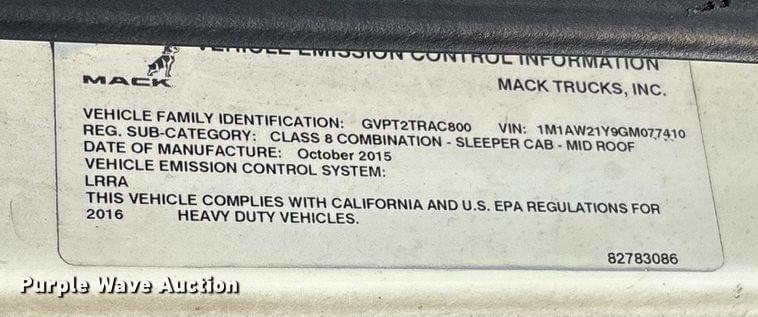 VEHICLE EMISSION CONTROL INFORMATION
MACK
MACK TRUCKS, INC.
VEHICLE FAMILY IDENTIFICATION: GVPT2TRAC800 VIN: 1M1AW21Y9GM077410
REG. SUB-CATEGORY: CLASS 8 COMBINATION - SLEEPER CAB - MID ROOF
DATE OF MANUFACTURE: October 2015
VEHICLE EMISSION CONTROL SYSTEM:
LRRA
THIS VEHICLE COMPLIES WITH CALIFORNIA AND U.S. EPA REGULATIONS FOR
2016 HEAVY DUTY VEHICLES.
82783086
Purple Wave Auction